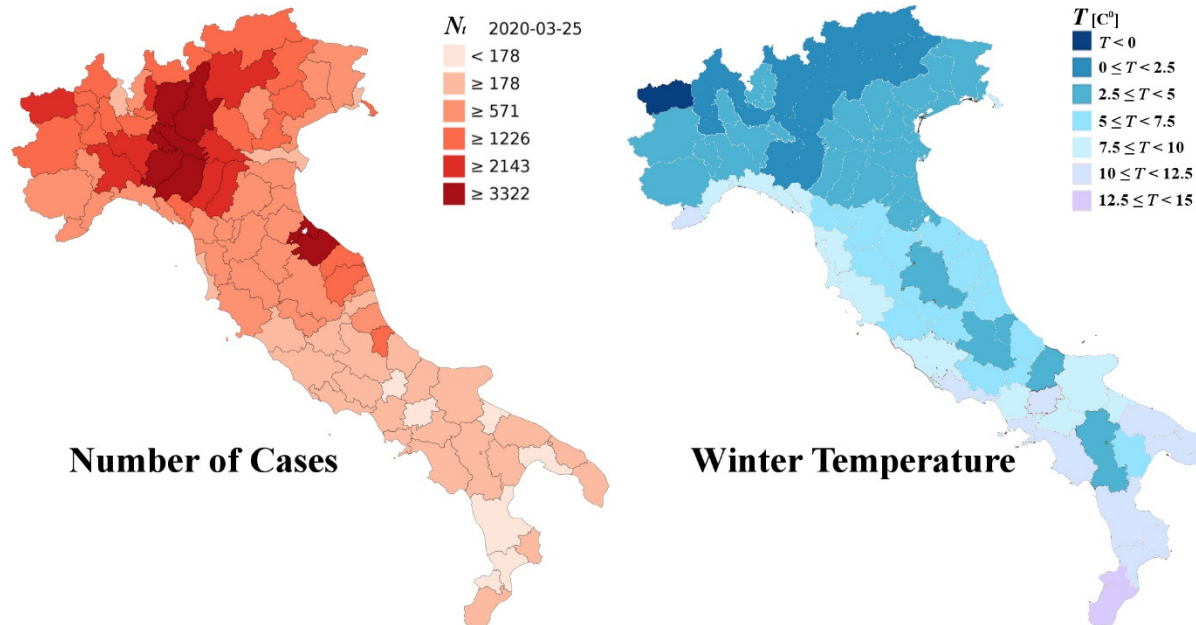 Nt 2020-03-25
< 178
≥ 178
≥ 571
≥ 1226
≥ 2143
≥ 3322
Number of Cases
T [C⁰]
T < 0
0 ≤ T < 2.5
2.5 ≤ T < 5
5 ≤ T < 7.5
7.5 ≤ T < 10
10 ≤ T < 12.5
12.5 ≤ T < 15
Winter Temperature